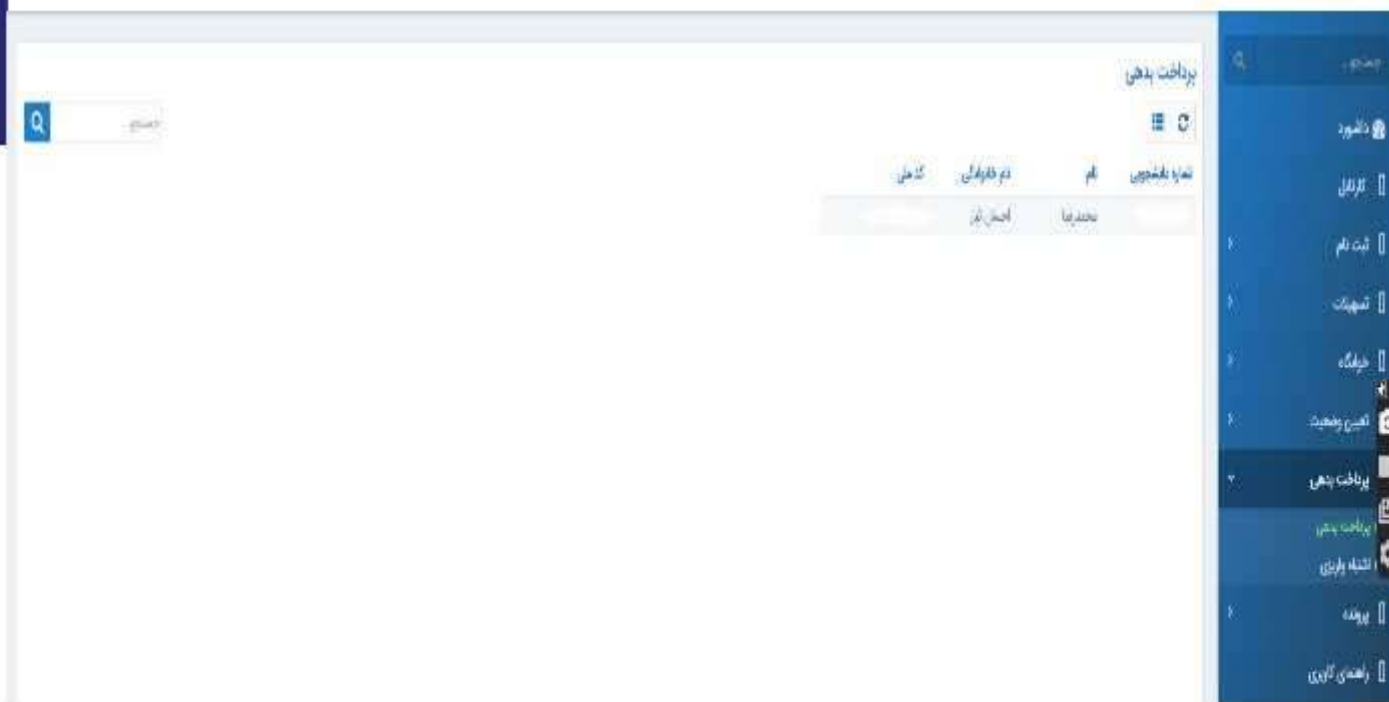 پرداخت بدهی
جستجو
شماره دانشجویی نام نام خانوادگی کد ملی
محمدرضا
جستجو..
داشبورد
کارتابل
ثبت نام
تسهیلات
خوابگاه
تعیین وضعیت
پرداخت بدهی
پرداخت بدهی
اشتباه واریزی
پرونده
راهنمای کاربری